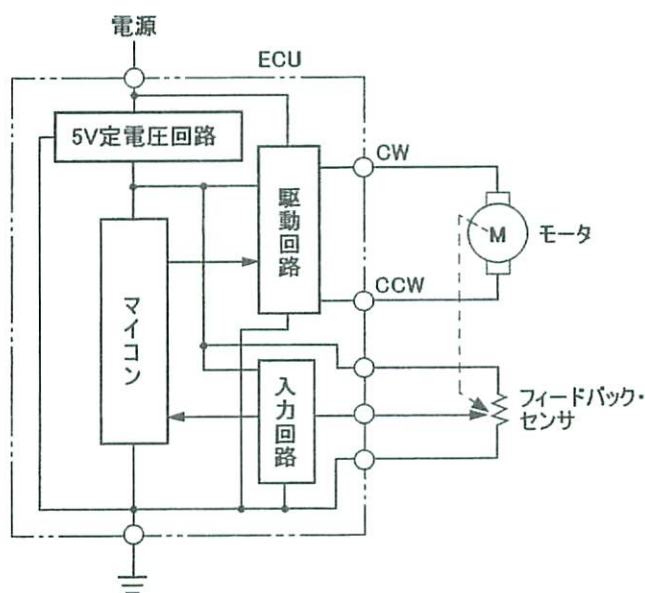 電源
ECU
5V定電圧回路
CW
駆動回路
M
モータ
マイコン
CCW
入力回路
フィードバック・
センサ